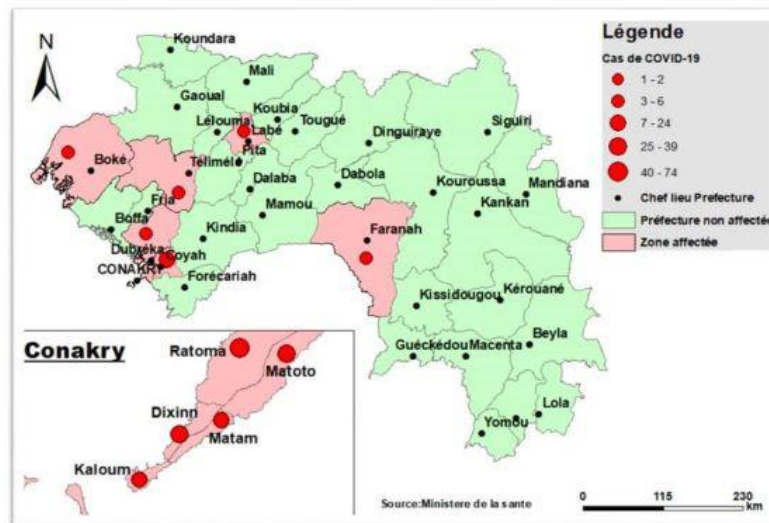 N
Légende
Cas de COVID-19
1 - 2
3 - 6
7 - 24
25 - 39
40 - 74
Chef lieu Prefecture
Préfecture non affectée
Zone affectée
Koundara
Mali
Gaoual
Koubia
Lélouma
Labé
Tougué
Siguiri
Dinguiraye
Pita
Boké
Télimélé
Dalaba
Dabola
Kouroussa
Mandiana
Kankan
Fria
Boffa
Mamou
Kindia
Faranah
Dubréka
Coyah
CONAKRY
Forécariah
Kissidougou
Kérouané
Beyla
Guéckédou
Macenta
Lola
Yomou
Conakry
Ratoma
Matoto
Dixinn
Matam
Kaloum
Source:Ministere de la sante
0 115 230
km